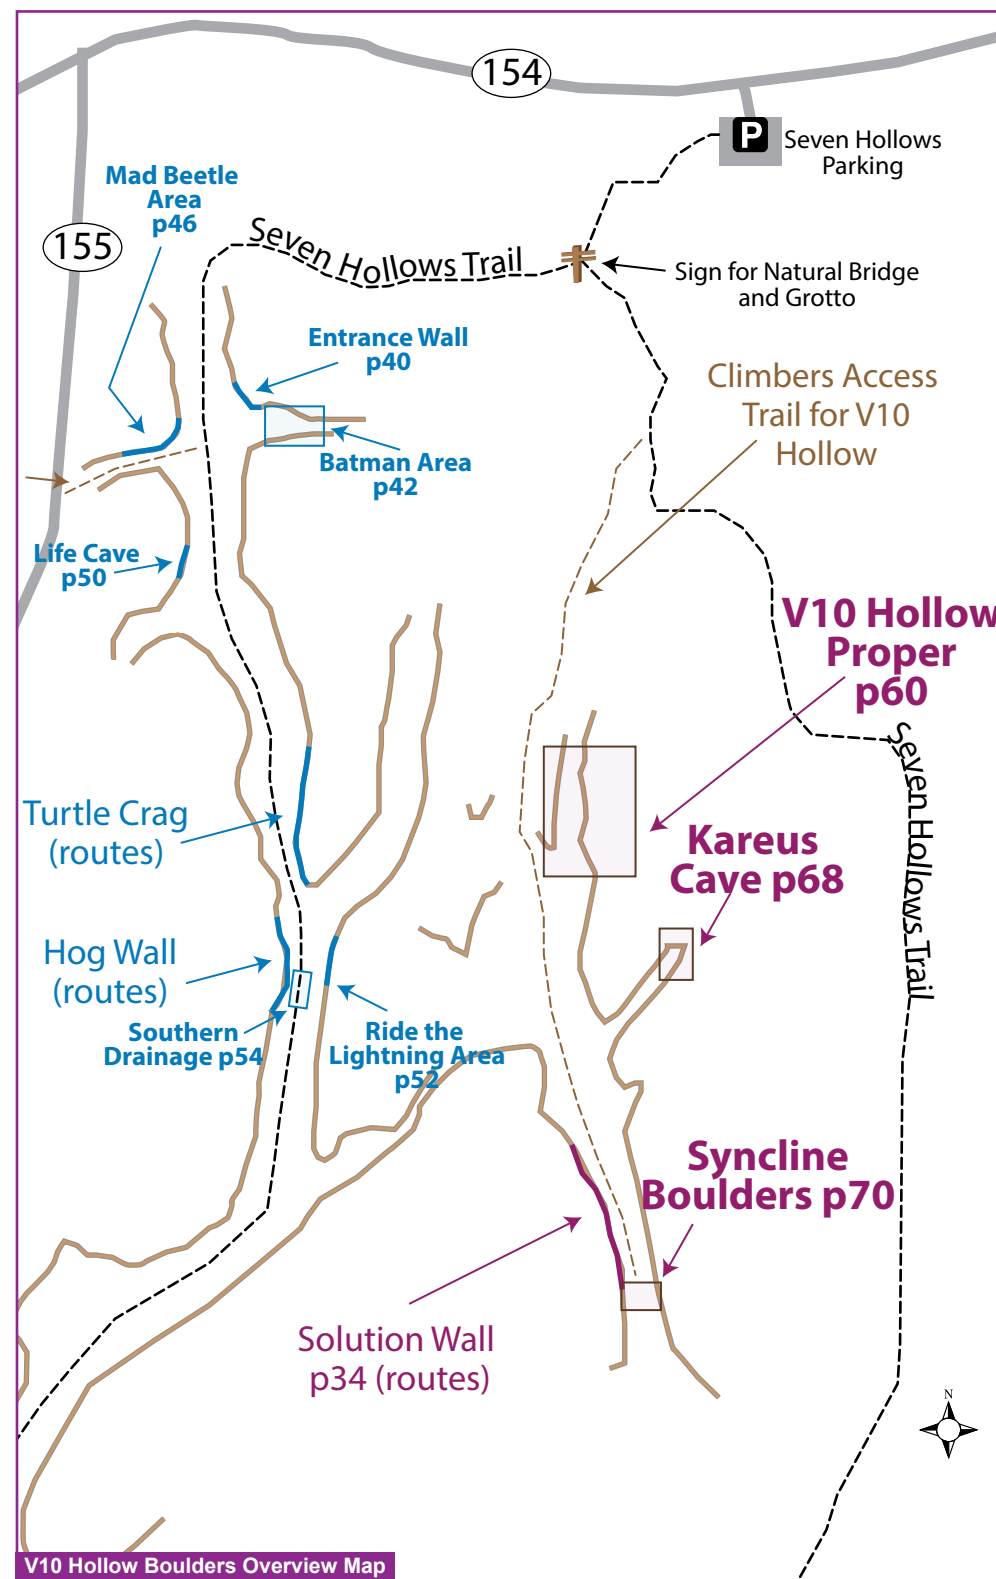 154
P
Seven Hollows
Parking
Mad Beetle
Area
p46
155
Seven Hollows Trail
Sign for Natural Bridge
and Grotto
Entrance Wall
p40
Climbers Access
Trail for V10
Hollow
Batman Area
p42
Life Cave
p50
V10 Hollow
Proper
p60
Seven Hollows Trail
Turtle Crag
(routes)
Kareus
Cave p68
Hog Wall
(routes)
Southern
Drainage p54
Ride the
Lightning Area
p52
Syncline
Boulders p70
Solution Wall
p34 (routes)
N
V10 Hollow Boulders Overview Map